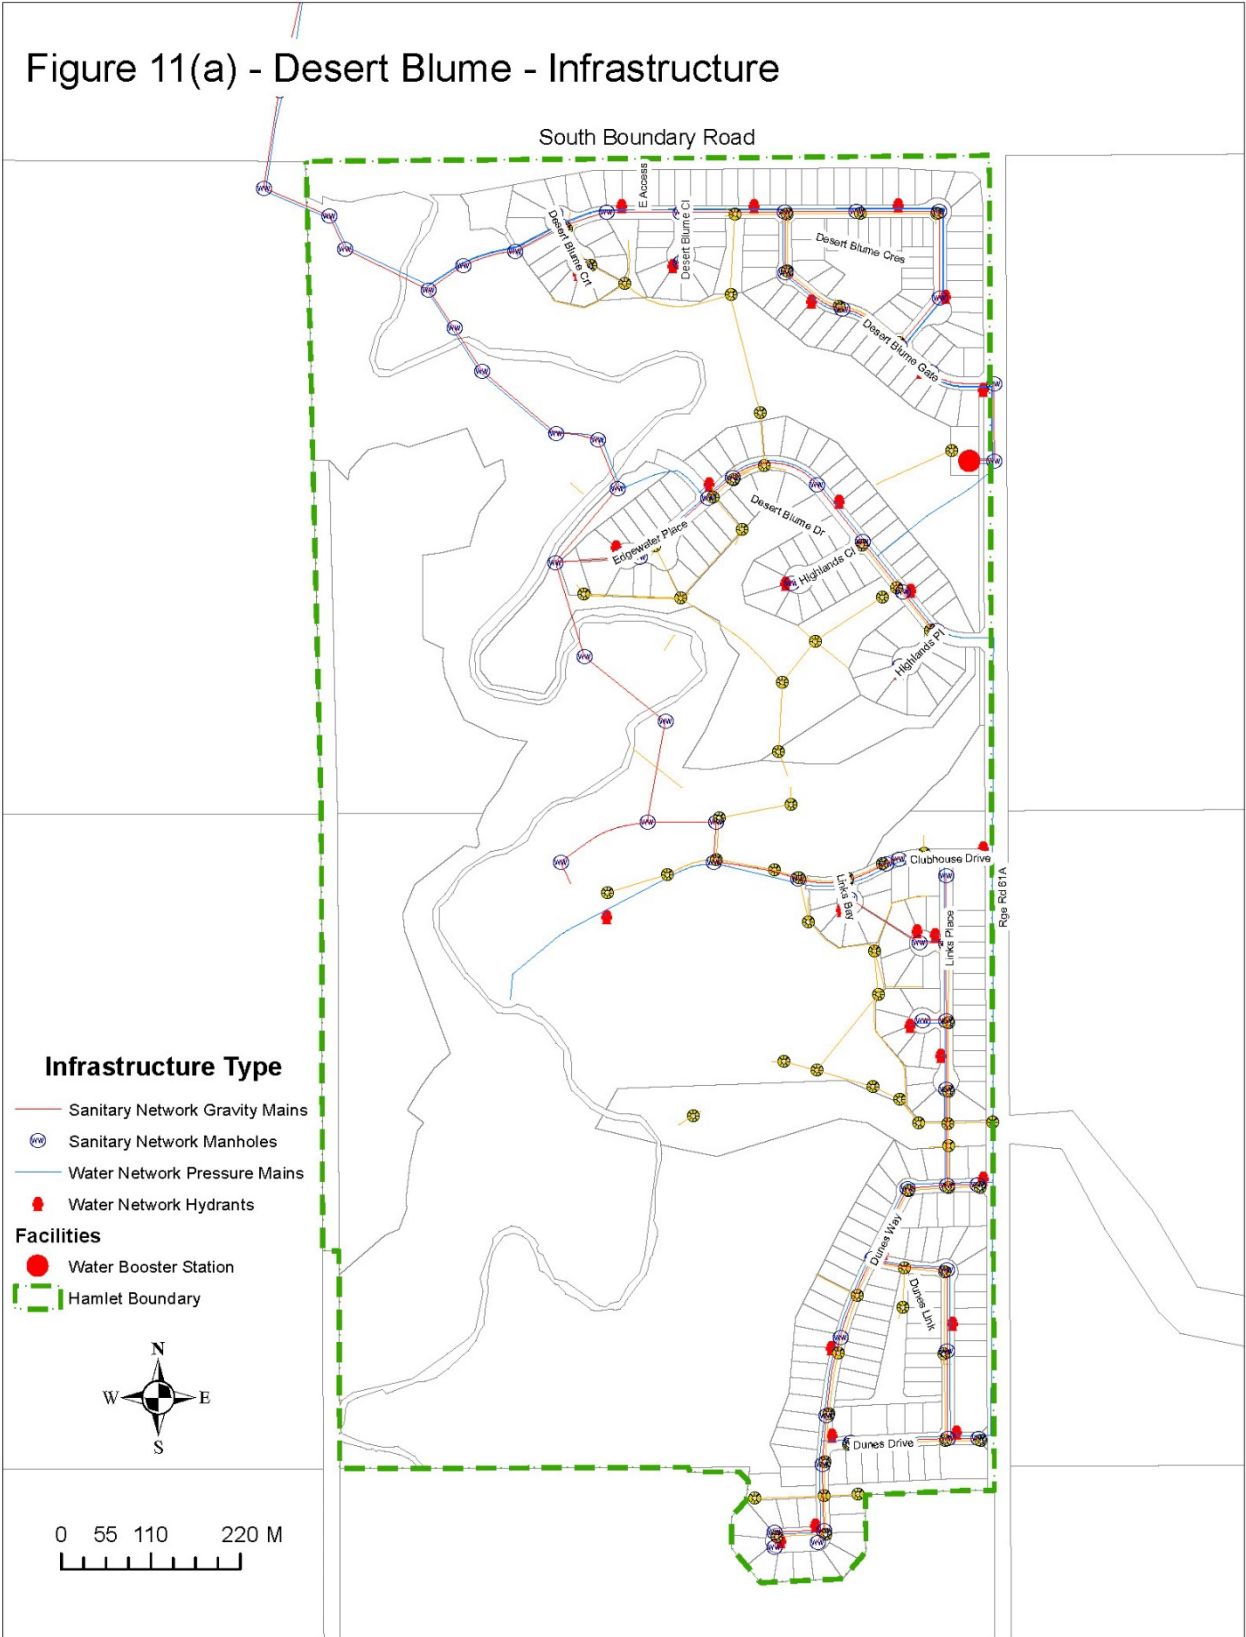 Figure 11(a) - Desert Blume - Infrastructure
South Boundary Road
E Access
Desert Blume Crt
Desert Blume Cl
Desert Blume Cres
Desert Blume Gate
Desert Blume Dr
Edgewater Place
Highlands Cl
Highlands Pl
Clubhouse Drive
Links Bay
Links Place
Rge Rd 61A
Dunes Way
Dunes Link
Dunes Drive
Infrastructure Type
Sanitary Network Gravity Mains
WW Sanitary Network Manholes
Water Network Pressure Mains
Water Network Hydrants
Facilities
Water Booster Station
Hamlet Boundary
N
W E
S
0 55 110 220 M